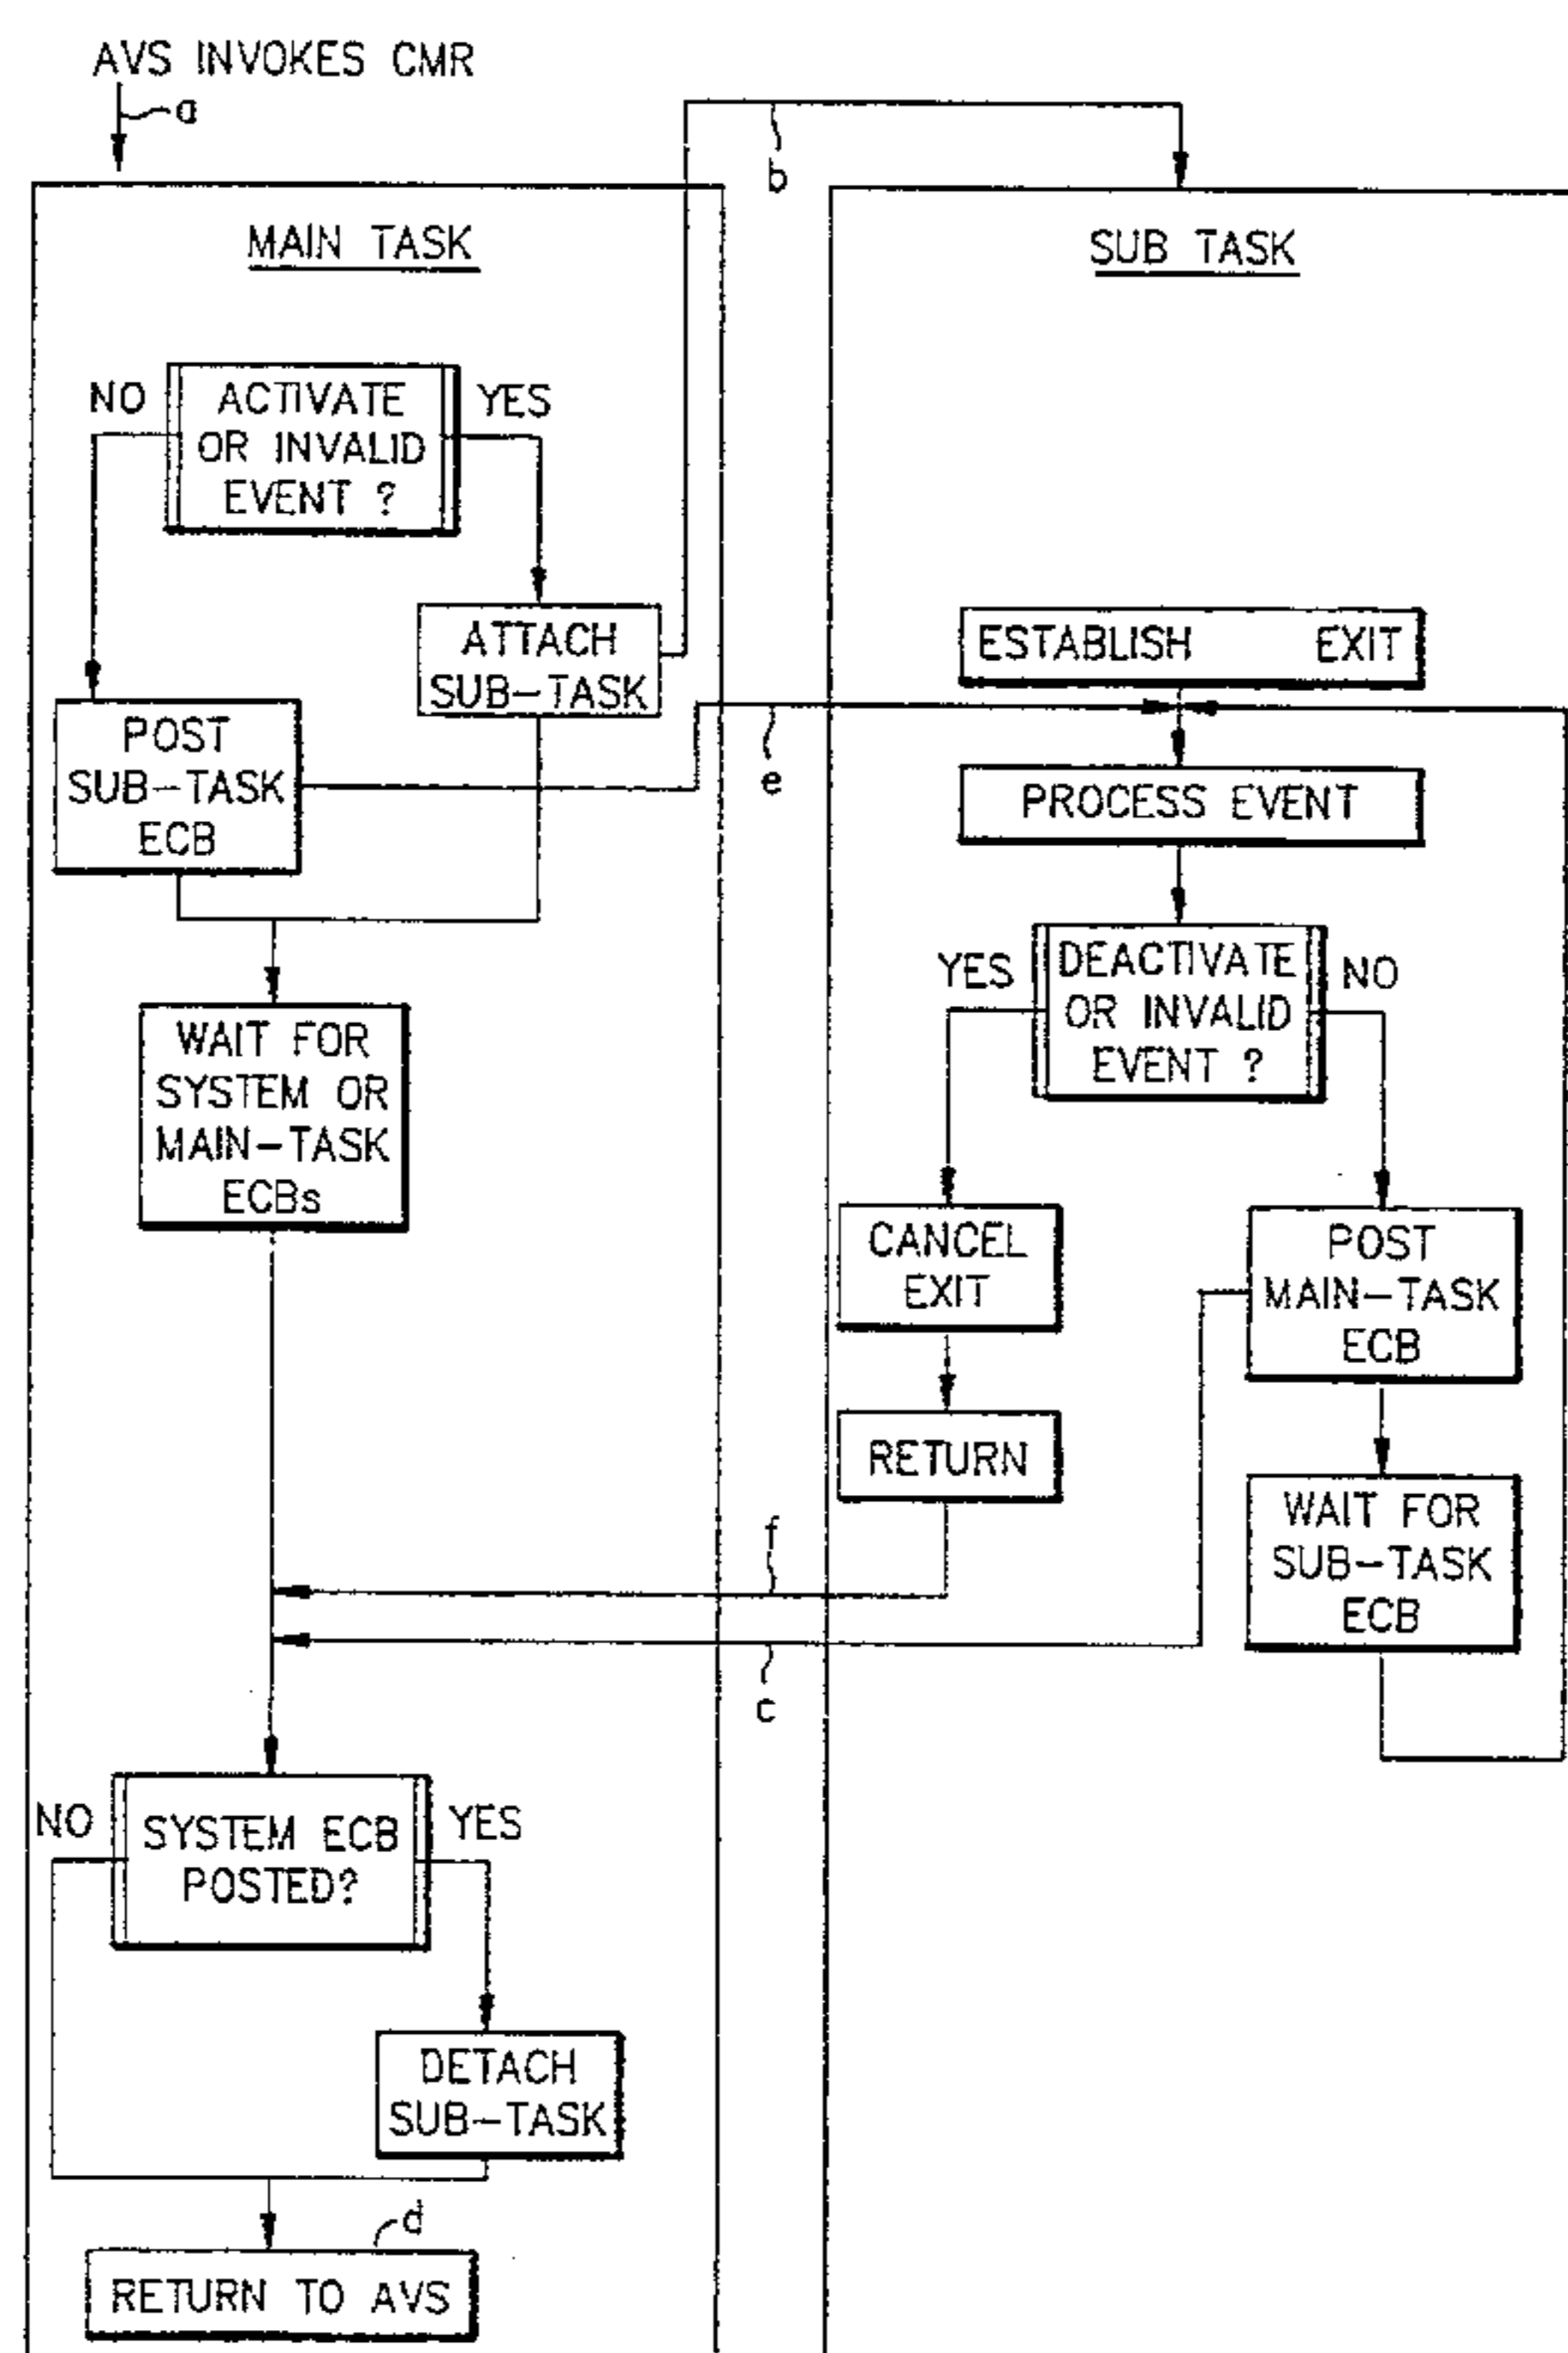 AVS INVOKES CMR
a
b
MAIN TASK
SUB TASK
NO
ACTIVATE
OR INVALID
EVENT ?
YES
ATTACH
SUB-TASK
ESTABLISH EXIT
POST
SUB-TASK
ECB
e
PROCESS EVENT
YES
DEACTIVATE
OR INVALID
EVENT ?
NO
WAIT FOR
SYSTEM OR
MAIN-TASK
ECBs
CANCEL
EXIT
POST
MAIN-TASK
ECB
RETURN
WAIT FOR
SUB-TASK
ECB
f
c
NO
SYSTEM ECB
POSTED?
YES
DETACH
SUB-TASK
d
RETURN TO AVS